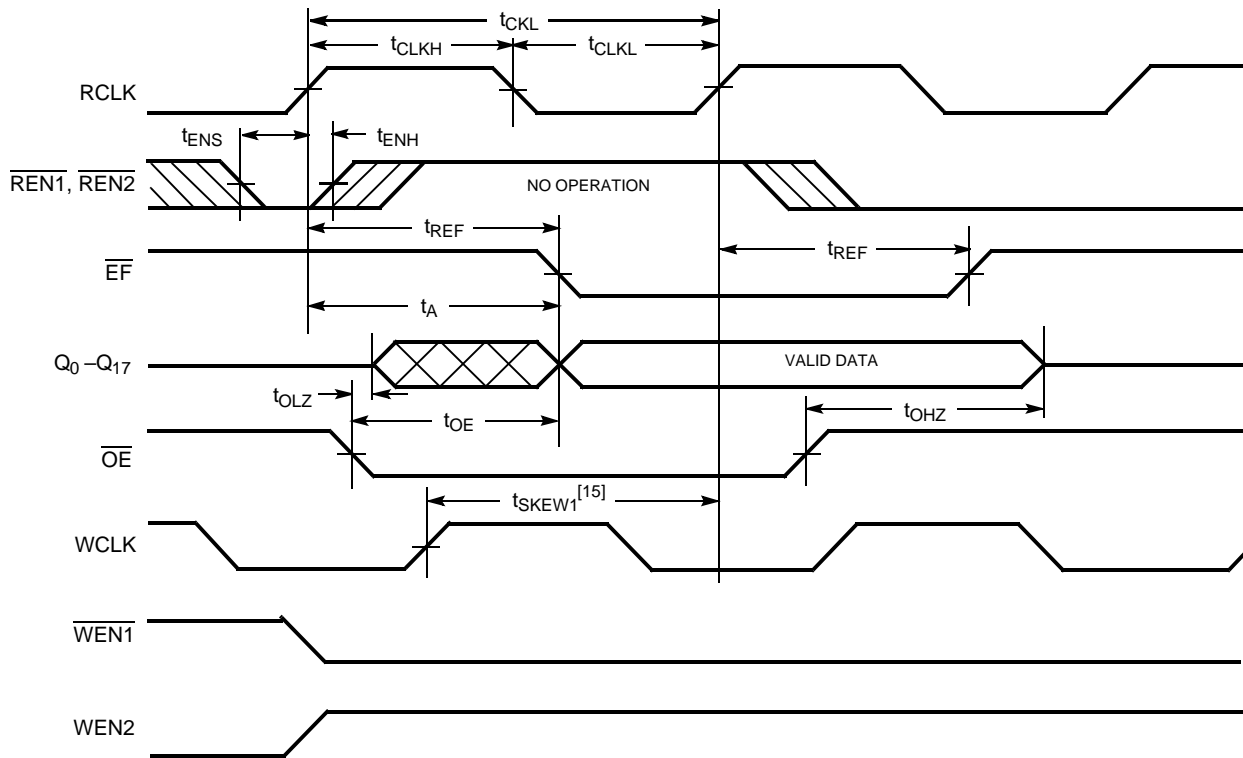 tCKL
tCLKH tCLKL
RCLK
tENS tENH
REN1, REN2
NO OPERATION
tREF
tREF
EF
tA
Q0 –Q17
VALID DATA
tOLZ
tOE
tOHZ
OE
tSKEW1[15]
WCLK
WEN1
WEN2